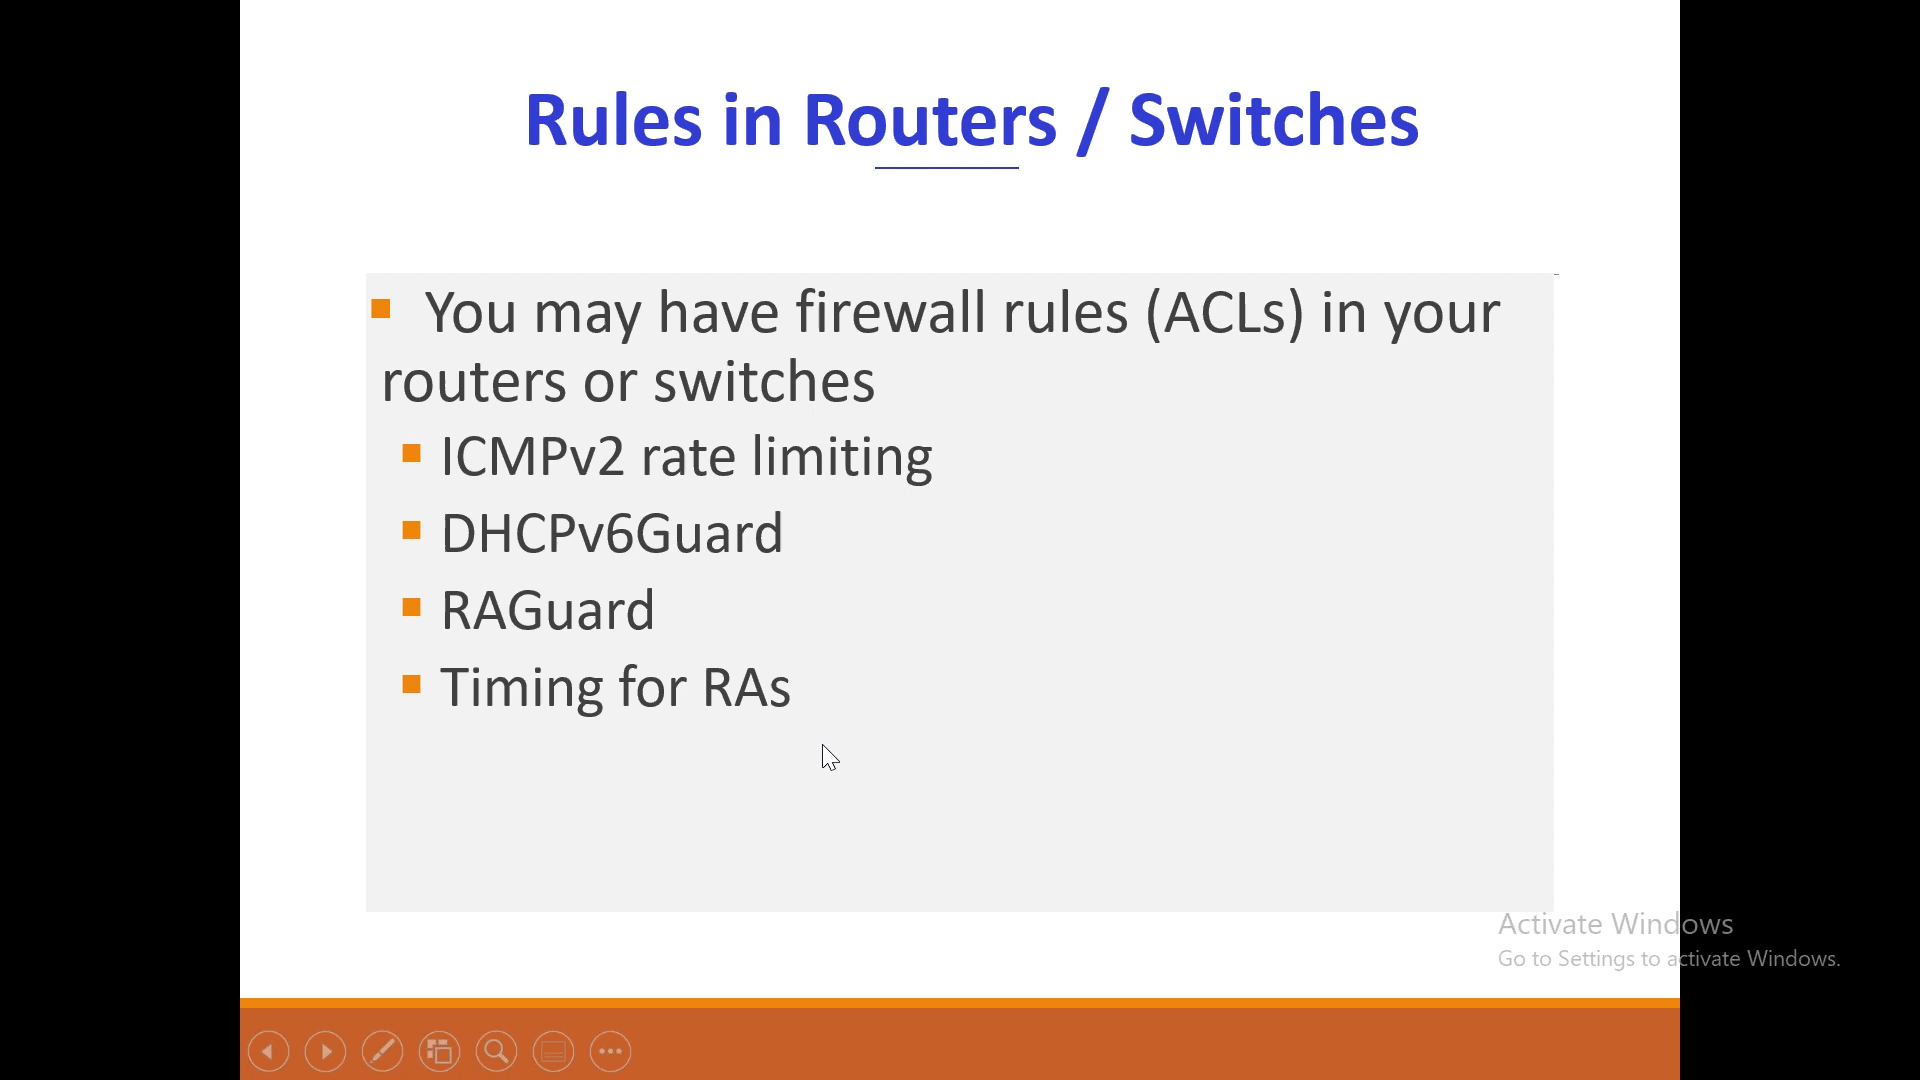 Rules in Routers / Switches
You may have firewall rules (ACLs) in your
routers or switches
ICMPv2 rate limiting
DHCPv6Guard
RAGuard
Timing for RAs
Activate Windows
Go to Settings to activate Windows.